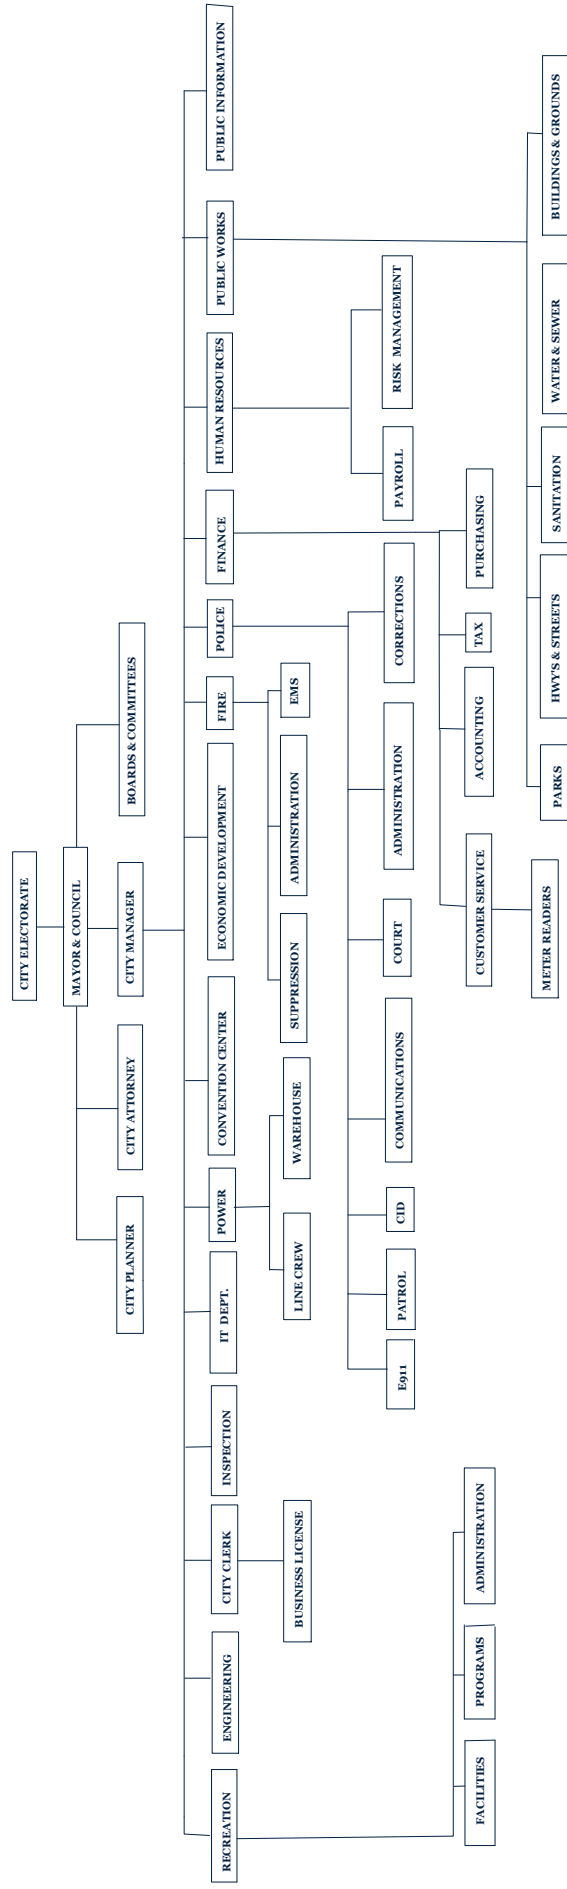 CITY ELECTORATE
MAYOR & COUNCIL
CITY PLANNER
CITY ATTORNEY
CITY MANAGER
BOARDS & COMMITTEES
RECREATION
ENGINEERING
CITY CLERK
INSPECTION
IT DEPT.
POWER
CONVENTION CENTER
ECONOMIC DEVELOPMENT
FIRE
POLICE
FINANCE
HUMAN RESOURCES
PUBLIC WORKS
PUBLIC INFORMATION
BUSINESS LICENSE
LINE CREW
WAREHOUSE
SUPPRESSION
ADMINISTRATION
EMS
E911
PATROL
CID
COMMUNICATIONS
COURT
ADMINISTRATION
CORRECTIONS
PAYROLL
RISK MANAGEMENT
FACILITIES
PROGRAMS
ADMINISTRATION
CUSTOMER SERVICE
ACCOUNTING
TAX
PURCHASING
METER READERS
PARKS
HWY'S & STREETS
SANITATION
WATER & SEWER
BUILDINGS & GROUNDS